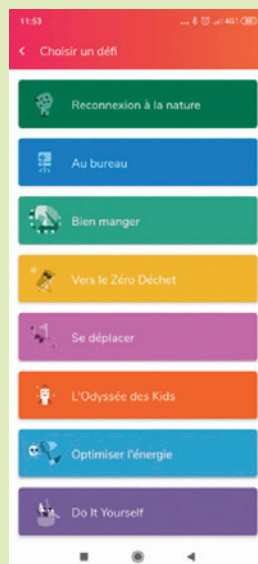 11:53
... 4G
Choisir un défi
Reconnexion à la nature
Au bureau
Bien manger
Vers le Zéro Déchet
Se déplacer
L'Odyssée des Kids
Optimiser l'énergie
Do It Yourself